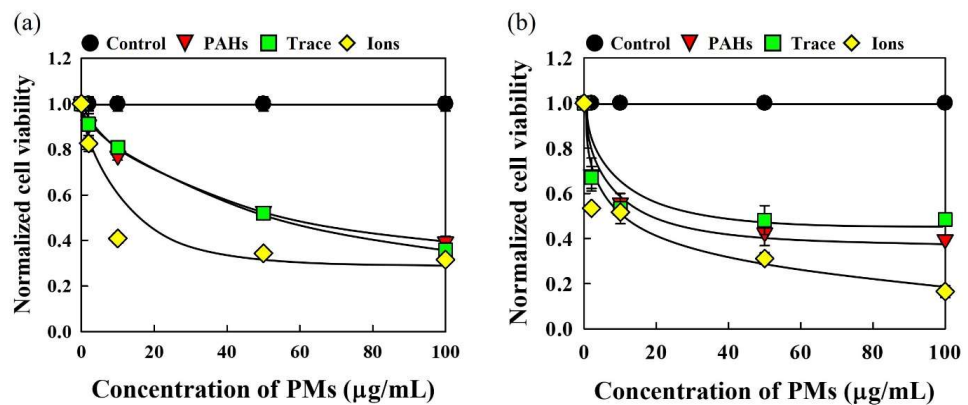 (a)
Control PAHs Trace Ions
1.2
1.0
0.8
0.6
0.4
0.2
0.0
0 20 40 60 80 100
Normalized cell viability
Concentration of PMs (μg/mL)
(b)
Control PAHs Trace Ions
1.2
1.0
0.8
0.6
0.4
0.2
0.0
0 20 40 60 80 100
Normalized cell viability
Concentration of PMs (μg/mL)